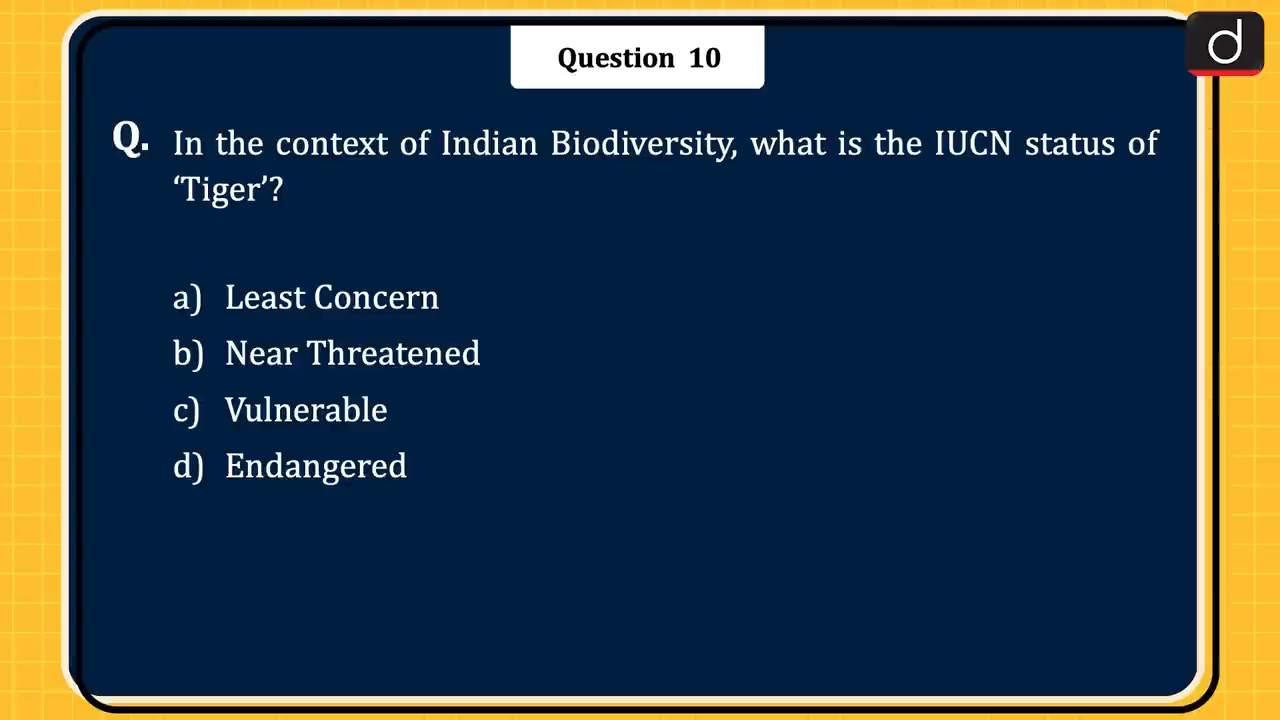 d
Question 10
Q. In the context of Indian Biodiversity, what is the IUCN status of
‘Tiger’?
a) Least Concern
b) Near Threatened
c) Vulnerable
d) Endangered